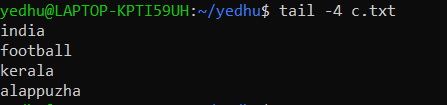 yedhu@LAPTOP-KPTI59UH:~/yedhu$ tail -4 c.txt
india
football
kerala
alappuzha